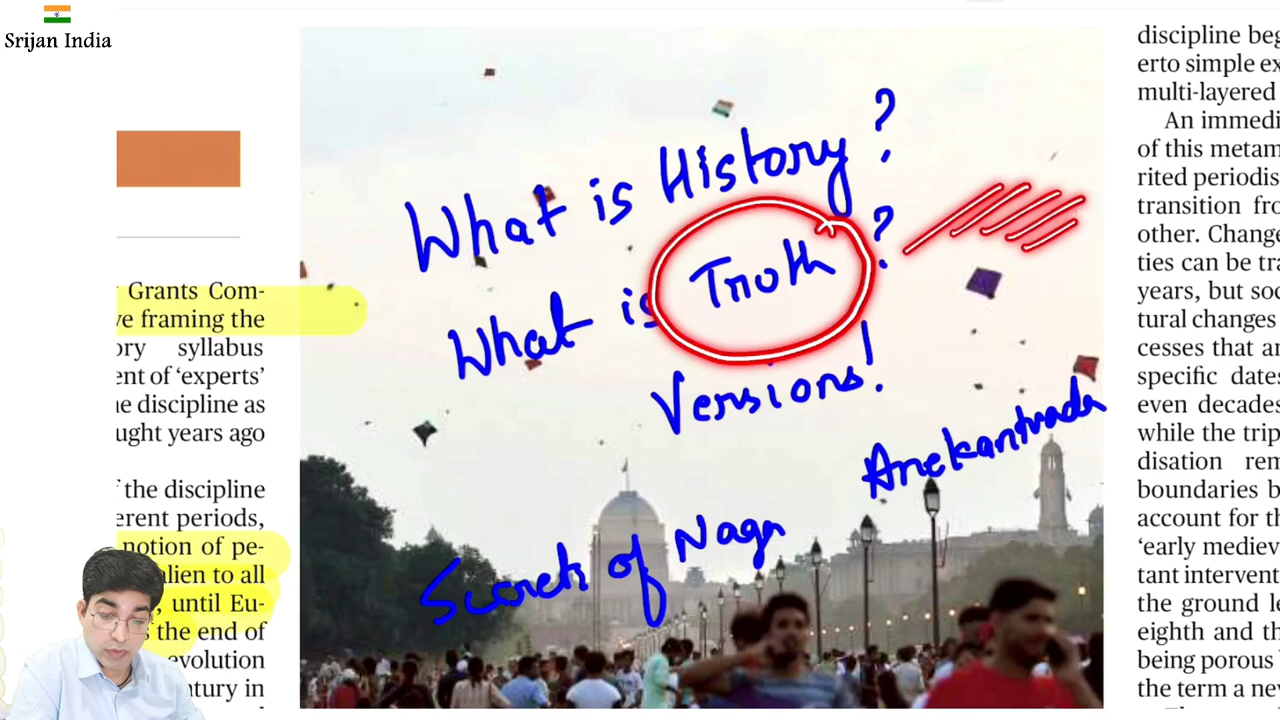 Srijan India
Grants Com-
ve framing the
ory syllabus
ent of ‘experts’
ue discipline as
ught years ago
f the discipline
erent periods,
notion of pe-
alien to all
, until Eu-
s the end of
evolution
ntury in
What is History?
What is Truth?
Versions!
Anekantvada
Secrets of
discipline beg
erto simple ex
multi-layered
An immedi
of this metam
rited periodis
transition fro
other. Change
ties can be tra
years, but soc
tural changes
cesses that ar
specific dates
even decades
while the trip
disation rem
boundaries b
account for th
‘early mediev
tant intervent
the ground le
eighth and th
being porous
the term a new